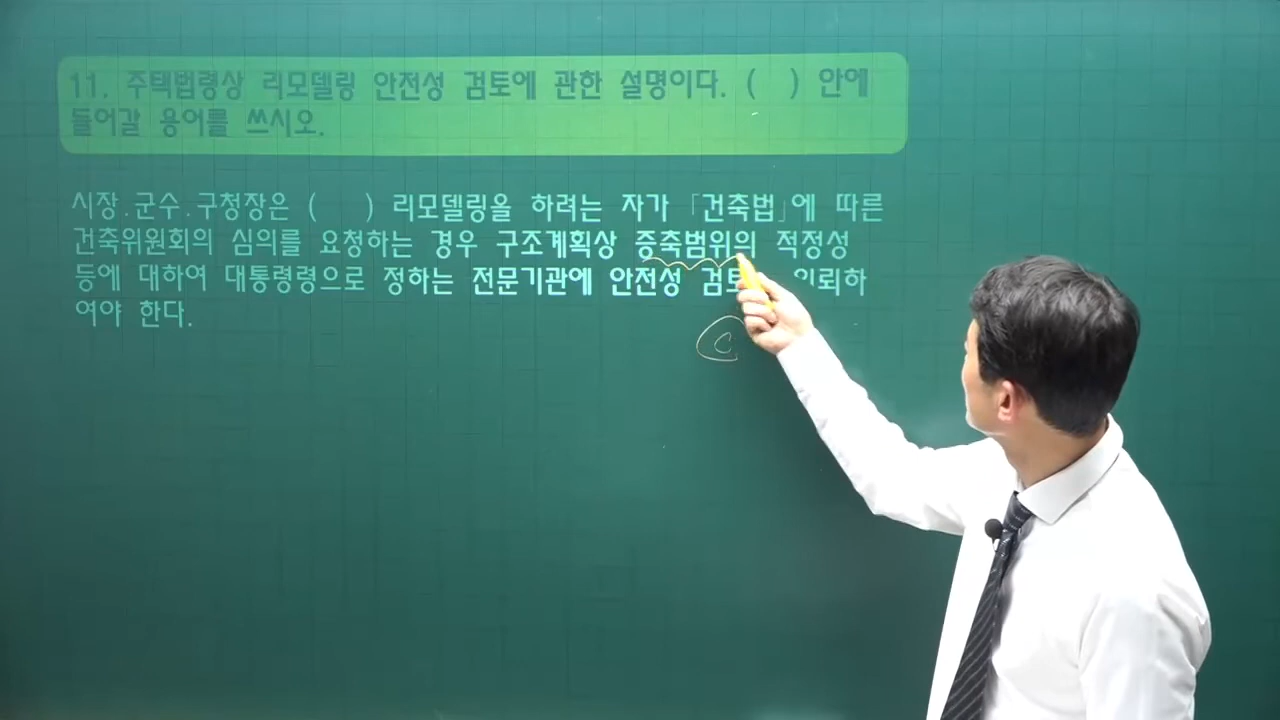 11. 주택법령상 리모델링 안전성 검토에 관한 설명이다. (  ) 안에
들어갈 용어를 쓰시오.
시장.군수.구청장은 (  ) 리모델링을 하려는 자가 「건축법」에 따른
건축위원회의 심의를 요청하는 경우 구조계획상 증축범위의 적정성
등에 대하여 대통령령으로 정하는 전문기관에 안전성 의뢰하
여야 한다.
C